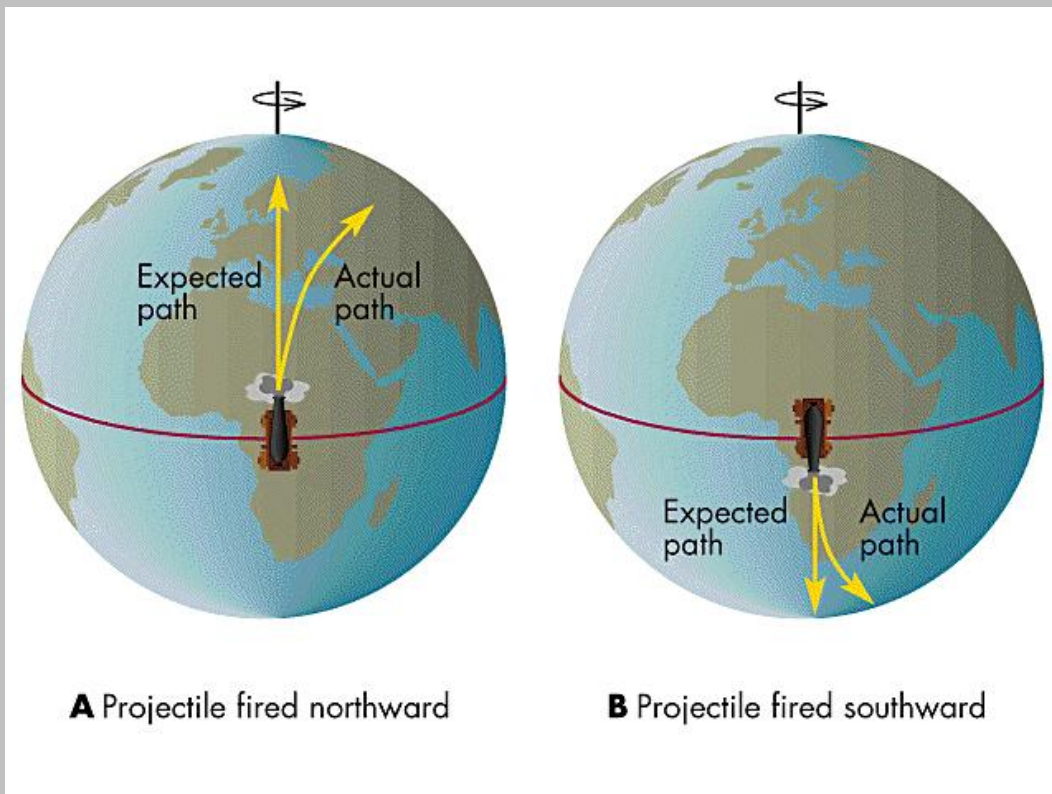 Expected
path
Actual
path
Expected
path
Actual
path
A Projectile fired northward
B Projectile fired southward